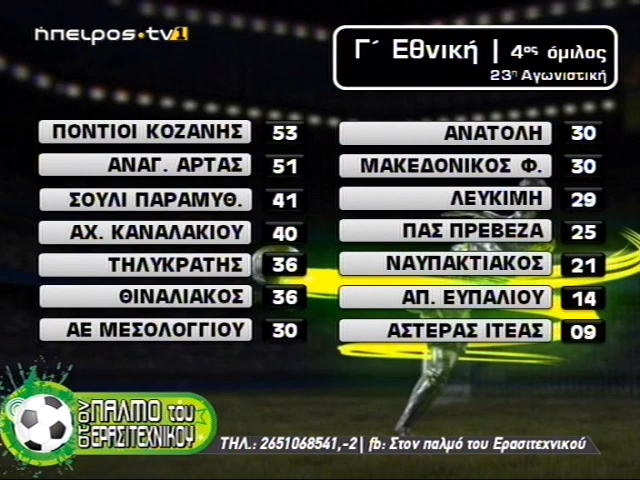 ήπειρος·tv1
Γ΄ Εθνική | 4ος όμιλος
23η Αγωνιστική
ΠΟΝΤΙΟΙ ΚΟΖΑΝΗΣ 53
ΑΝΑΓ. ΑΡΤΑΣ 51
ΣΟΥΛΙ ΠΑΡΑΜΥΘ. 41
ΑΧ. ΚΑΝΑΛΑΚΙΟΥ 40
ΤΗΛΥΚΡΑΤΗΣ 36
ΘΙΝΑΛΙΑΚΟΣ 36
ΑΕ ΜΕΣΟΛΟΓΓΙΟΥ 30
ΑΝΑΤΟΛΗ 30
ΜΑΚΕΔΟΝΙΚΟΣ Φ. 30
ΛΕΥΚΙΜΗ 29
ΠΑΣ ΠΡΕΒΕΖΑ 25
ΝΑΥΠΑΚΤΙΑΚΟΣ 21
ΑΠ. ΕΥΠΑΛΙΟΥ 14
ΑΣΤΕΡΑΣ ΙΤΕΑΣ 09
στον ΠΑΛΜΟ του
ΕΡΑΣΙΤΕΧΝΙΚΟΥ
ΤΗΛ.: 2651068541,-2 | fb: Στον παλμό του Ερασιτεχνικού